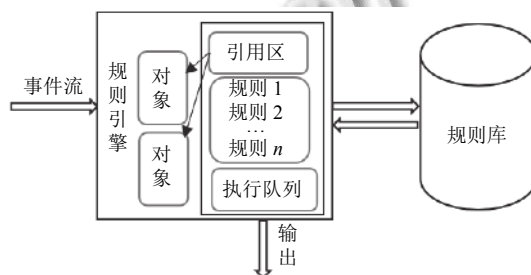 事件流
规则引擎
对象
对象
引用区
规则 1
规则 2
…
规则 n
执行队列
规则库
输出